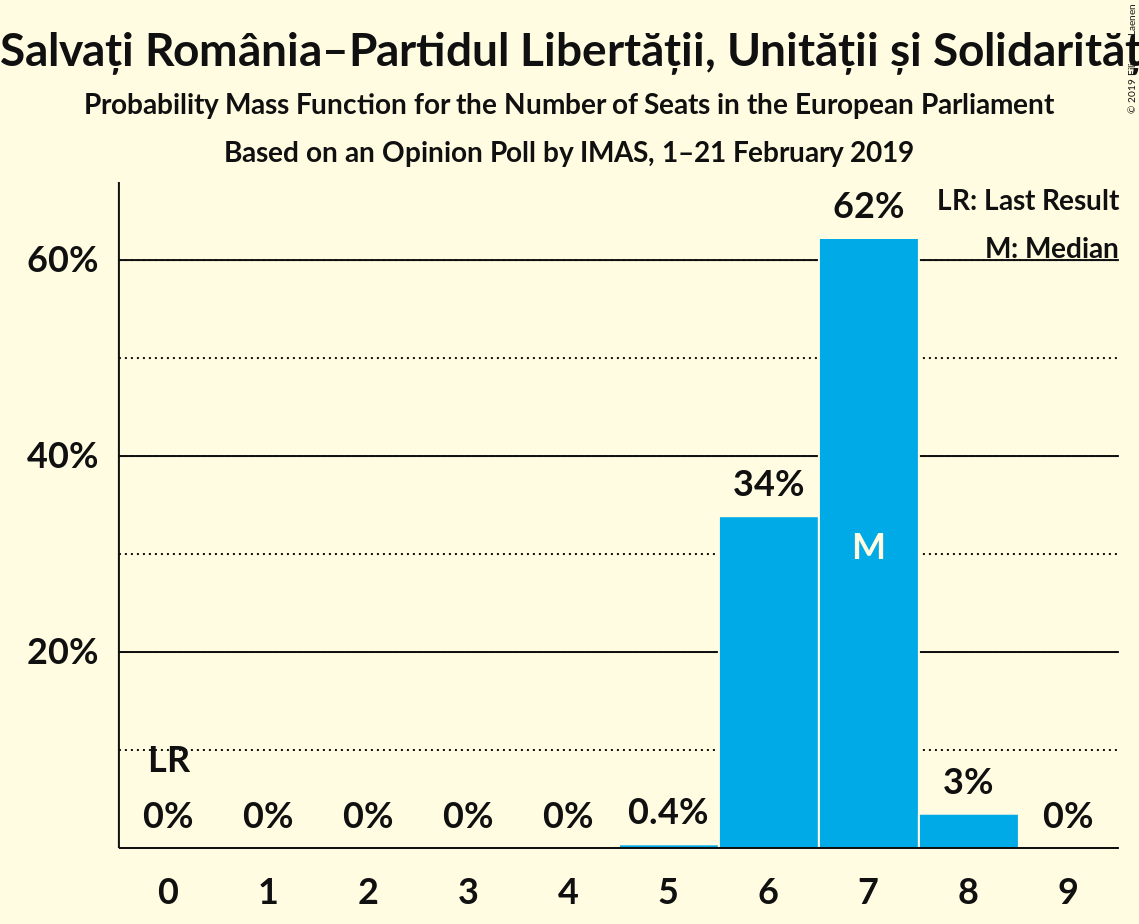 Salvați România–Partidul Libertății, Unității și Solidarităț
Probability Mass Function for the Number of Seats in the European Parliament
Based on an Opinion Poll by IMAS, 1–21 February 2019
© 2019 Laenen
LR: Last Result
M: Median
62%
60%
40%
34%
M
20%
LR
0% 0% 0% 0% 0% 0.4% 3% 0%
0 1 2 3 4 5 6 7 8 9